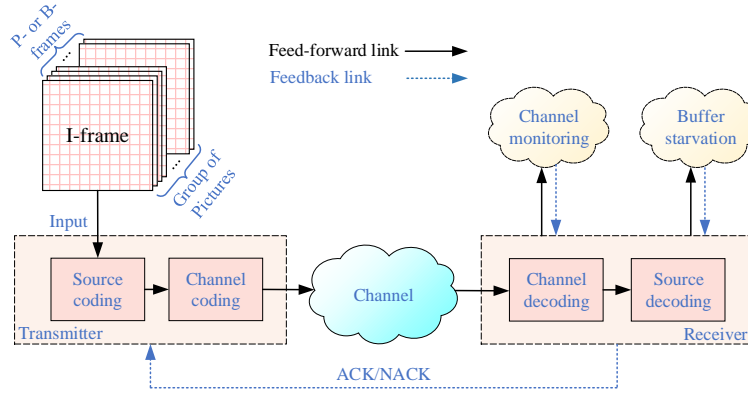 P- or B-
frames
...
I-frame
...
Group of
Pictures
Feed-forward link
Feedback link
Channel
monitoring
Buffer
starvation
Input
Source
coding
Channel
coding
Transmitter
Channel
Channel
decoding
Source
decoding
Receiver
ACK/NACK